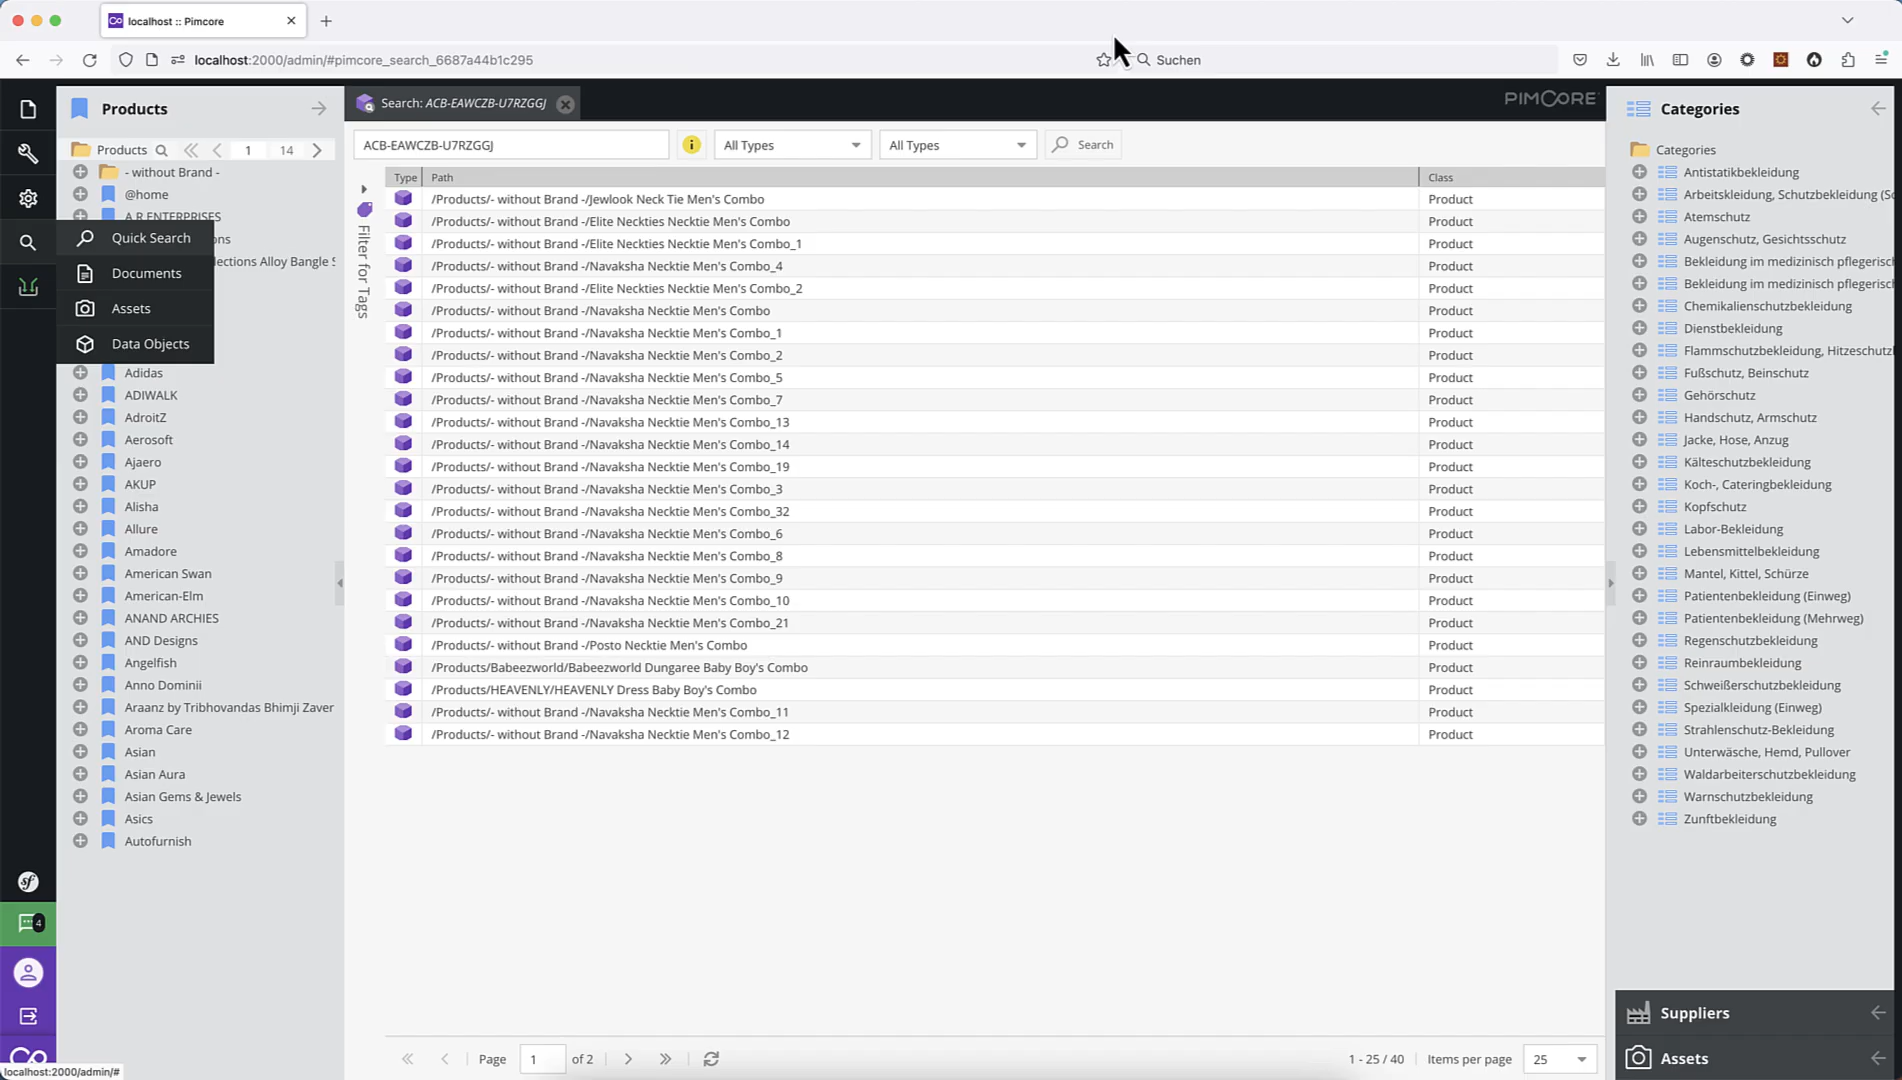 localhost :: Pimcore
localhost:2000/admin/#pimcore_search_6687a44b1c295
Suchen
Products
Products
1
14
- without Brand -
@home
A R ENTERPRISES
Quick Search
Documents
Assets
Data Objects
Adidas
ADIWALK
AdroitZ
Aerosoft
Ajaero
AKUP
Alisha
Allure
Amadore
American Swan
American-Elm
ANAND ARCHIES
AND Designs
Angelfish
Anno Dominii
Araanz by Tribhovandas Bhimji Zaver
Aroma Care
Asian
Asian Aura
Asian Gems & Jewels
Asics
Autofurnish
4
localhost:2000/admin/#
Search: ACB-EAWCZB-U7RZGGJ
PIMCORE
ACB-EAWCZB-U7RZGGJ
All Types
All Types
Search
Filter for Tags
Type Path Class
/Products/- without Brand -/Jewlook Neck Tie Men's Combo Product
/Products/- without Brand -/Elite Neckties Necktie Men's Combo Product
/Products/- without Brand -/Elite Neckties Necktie Men's Combo_1 Product
/Products/- without Brand -/Navaksha Necktie Men's Combo_4 Product
/Products/- without Brand -/Elite Neckties Necktie Men's Combo_2 Product
/Products/- without Brand -/Navaksha Necktie Men's Combo Product
/Products/- without Brand -/Navaksha Necktie Men's Combo_1 Product
/Products/- without Brand -/Navaksha Necktie Men's Combo_2 Product
/Products/- without Brand -/Navaksha Necktie Men's Combo_5 Product
/Products/- without Brand -/Navaksha Necktie Men's Combo_7 Product
/Products/- without Brand -/Navaksha Necktie Men's Combo_13 Product
/Products/- without Brand -/Navaksha Necktie Men's Combo_14 Product
/Products/- without Brand -/Navaksha Necktie Men's Combo_19 Product
/Products/- without Brand -/Navaksha Necktie Men's Combo_3 Product
/Products/- without Brand -/Navaksha Necktie Men's Combo_32 Product
/Products/- without Brand -/Navaksha Necktie Men's Combo_6 Product
/Products/- without Brand -/Navaksha Necktie Men's Combo_8 Product
/Products/- without Brand -/Navaksha Necktie Men's Combo_9 Product
/Products/- without Brand -/Navaksha Necktie Men's Combo_10 Product
/Products/- without Brand -/Navaksha Necktie Men's Combo_21 Product
/Products/- without Brand -/Posto Necktie Men's Combo Product
/Products/Babeezworld/Babeezworld Dungaree Baby Boy's Combo Product
/Products/HEAVENLY/HEAVENLY Dress Baby Boy's Combo Product
/Products/- without Brand -/Navaksha Necktie Men's Combo_11 Product
/Products/- without Brand -/Navaksha Necktie Men's Combo_12 Product
Page 1 of 2
1 - 25 / 40 Items per page 25
Categories
Categories
Antistatikbekleidung
Arbeitskleidung, Schutzbekleidung (Sc
Atemschutz
Augenschutz, Gesichtsschutz
Bekleidung im medizinisch pflegerisch
Bekleidung im medizinisch pflegerisch
Chemikalienschutzbekleidung
Dienstbekleidung
Flammschutzbekleidung, Hitzeschutzl
Fußschutz, Beinschutz
Gehörschutz
Handschutz, Armschutz
Jacke, Hose, Anzug
Kälteschutzbekleidung
Koch-, Cateringbekleidung
Kopfschutz
Labor-Bekleidung
Lebensmittelbekleidung
Mantel, Kittel, Schürze
Patientenbekleidung (Einweg)
Patientenbekleidung (Mehrweg)
Regenschutzbekleidung
Reinraumbekleidung
Schweißerschutzbekleidung
Spezialkleidung (Einweg)
Strahlenschutz-Bekleidung
Unterwäsche, Hemd, Pullover
Waldarbeiterschutzbekleidung
Warnschutzbekleidung
Zunftbekleidung
Suppliers
Assets